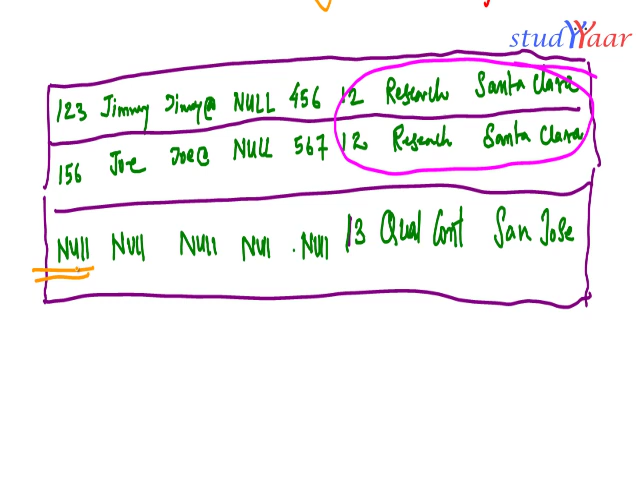 studYYaar
123 Jimmy Jimmy@ NULL 456 12 Research Santa Clara
156 Joe Joe@ NULL 567 12 Research Santa Clara
NUll NUll NUll NUll NUll 13 Qual Cont San Jose